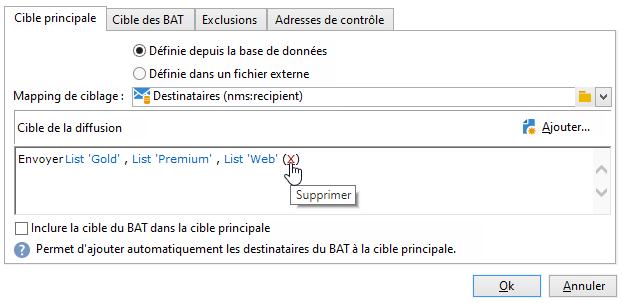 Cible principale Cible des BAT Exclusions Adresses de contrôle
Définie depuis la base de données
Définie dans un fichier externe
Mapping de ciblage : Destinataires (nms:recipient)
Cible de la diffusion Ajouter...
Envoyer List 'Gold' , List 'Premium' , List 'Web' (X)
Supprimer
Inclure la cible du BAT dans la cible principale
? Permet d'ajouter automatiquement les destinataires du BAT à la cible principale.
Ok Annuler